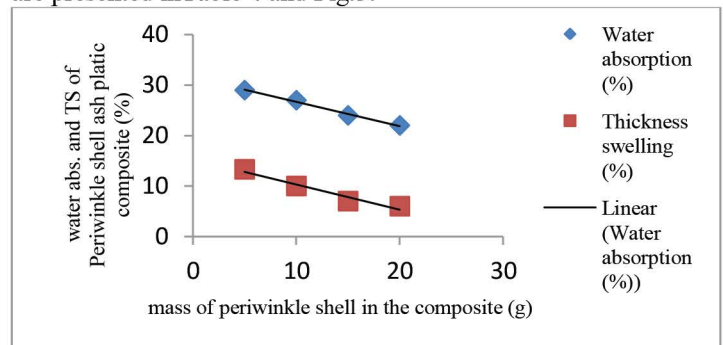 40
30
20
10
0
0 10 20 30
water abs. and TS of
Periwinkle shell ash platic
composite (%)
mass of periwinkle shell in the composite (g)
Water
absorption
(%)
Thickness
swelling
(%)
Linear
(Water
absorption
(%))